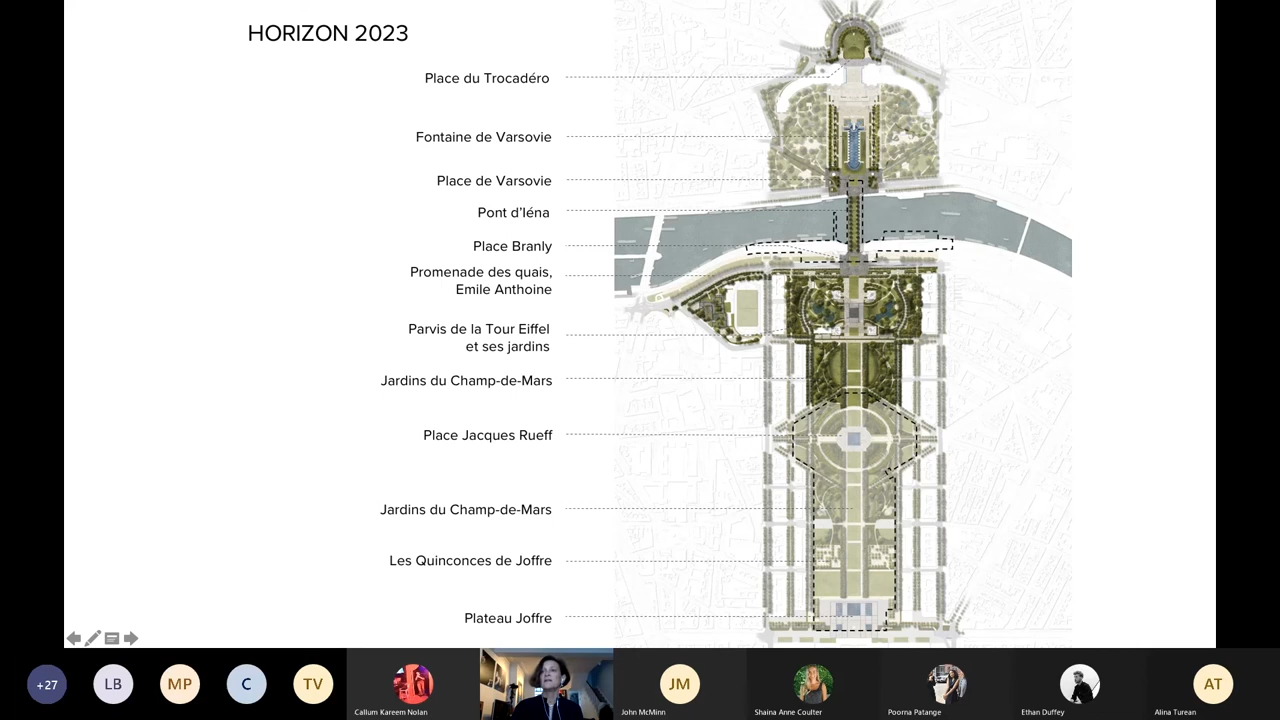 HORIZON 2023
Place du Trocadéro
Fontaine de Varsovie
Place de Varsovie
Pont d'Iéna
Place Branly
Promenade des quais,
Emile Anthoine
Parvis de la Tour Eiffel
et ses jardins
Jardins du Champ-de-Mars
Place Jacques Rueff
Jardins du Champ-de-Mars
Les Quinconces de Joffre
Plateau Joffre
+27
LB
MP
C
TV
JM
AT
Callum Kareem Nolan
John McMinn
Shaina Anne Coulter
Poorna Patange
Ethan Duffey
Alina Turean